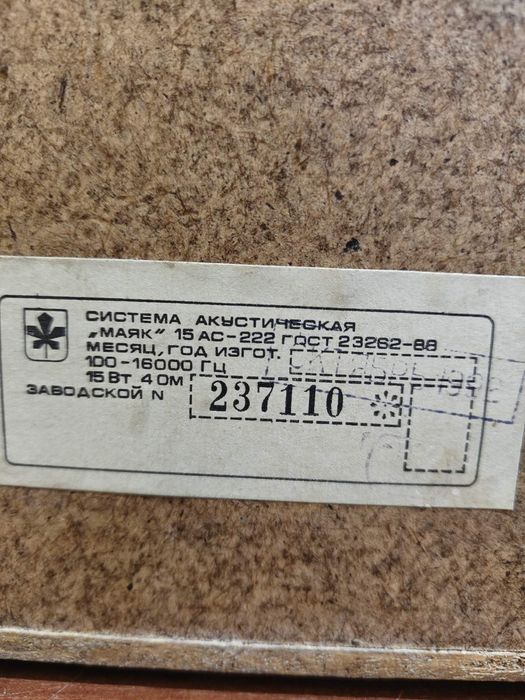 СИСТЕМА АКУСТИЧЕСКАЯ
„МАЯК“ 15 АС-222 ГОСТ 23262-88
МЕСЯЦ, ГОД ИЗГОТ.
100-16000 ГЦ
15 ВТ 4 ОМ
ЗАВОДСКОЙ N 237110